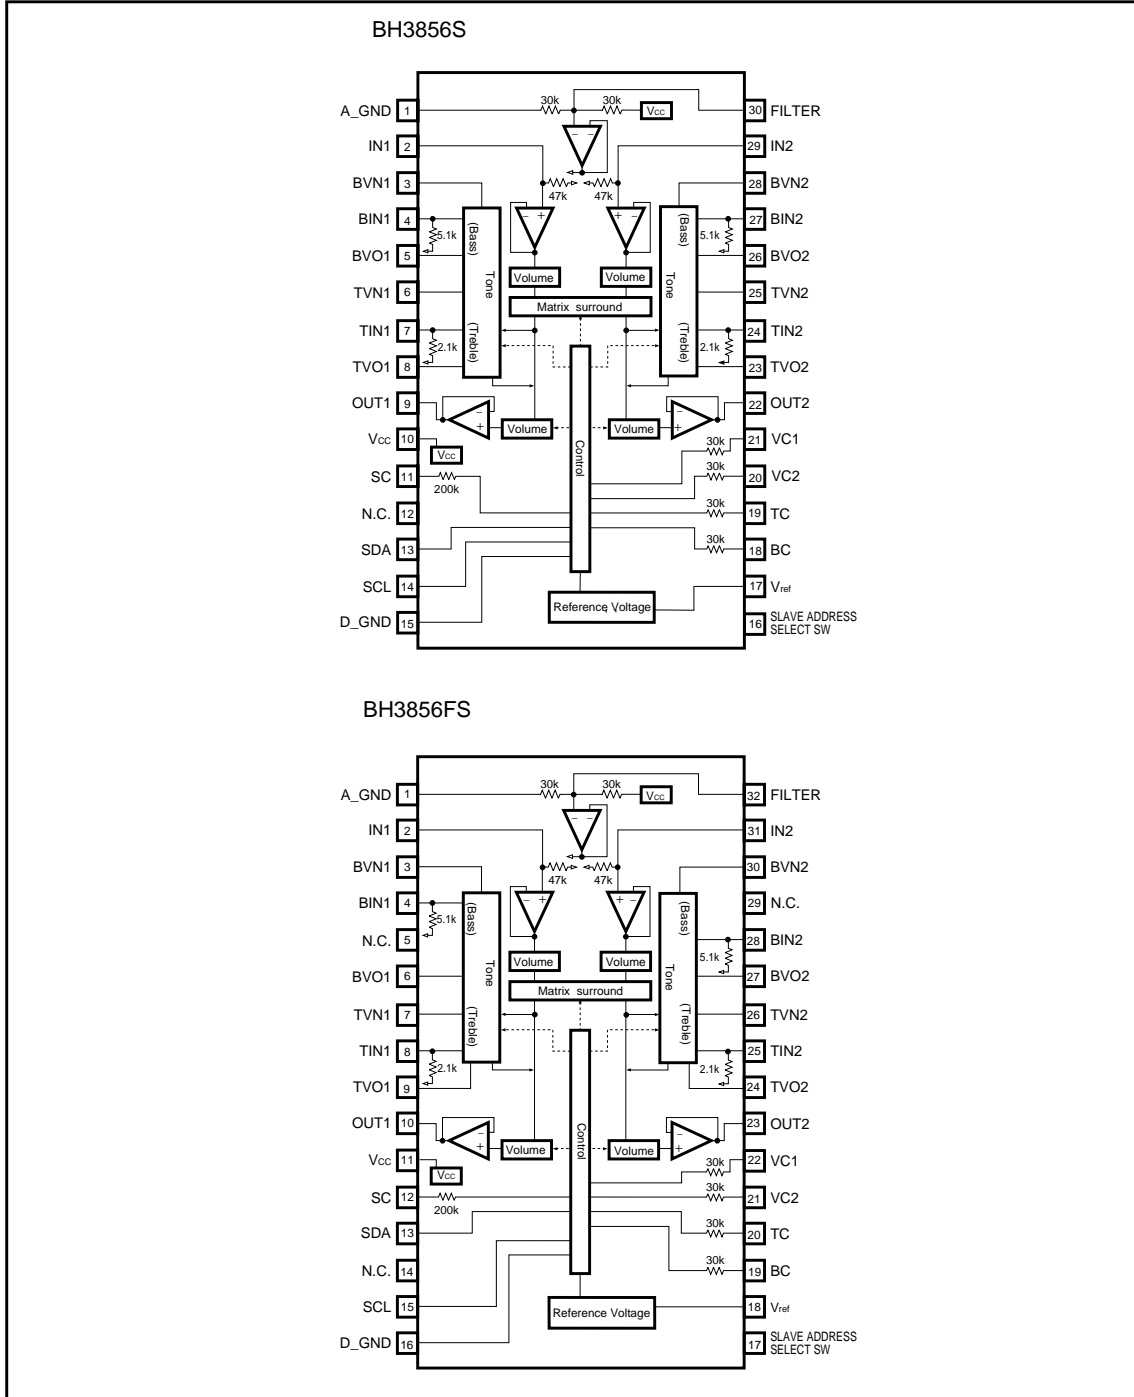 BH3856S
30k 30k Vcc
A_GND 1
30 FILTER
IN1 2
29 IN2
BVN1 3
28 BVN2
BIN1 4
27 BIN2
BVO1 5
26 BVO2
TVN1 6
25 TVN2
TIN1 7
24 TIN2
TVO1 8
23 TVO2
OUT1 9
22 OUT2
Vcc 10
21 VC1
SC 11
20 VC2
N.C. 12
19 TC
SDA 13
18 BC
SCL 14
17 Vref
D_GND 15
16 SLAVE ADDRESS
SELECT SW
− −
47k 47k
− + + −
5.1k 5.1k
(Bass) Tone (Treble)
(Bass) Tone (Treble)
Volume Volume
Matrix surround
2.1k 2.1k
− + − +
Volume Volume
Vcc
200k
Control
30k
30k
30k
30k
Reference Voltage
BH3856FS
30k 30k Vcc
A_GND 1
32 FILTER
IN1 2
31 IN2
BVN1 3
30 BVN2
BIN1 4
29 N.C.
N.C. 5
28 BIN2
BVO1 6
27 BVO2
TVN1 7
26 TVN2
TIN1 8
25 TIN2
TVO1 9
24 TVO2
OUT1 10
23 OUT2
Vcc 11
22 VC1
SC 12
21 VC2
SDA 13
20 TC
N.C. 14
19 BC
SCL 15
18 Vref
D_GND 16
17 SLAVE ADDRESS
SELECT SW
− −
47k 47k
− + + −
5.1k 5.1k
(Bass) Tone (Treble)
(Bass) Tone (Treble)
Volume Volume
Matrix surround
2.1k 2.1k
− + − +
Volume Volume
Vcc
200k
Control
30k
30k
30k
30k
Reference Voltage